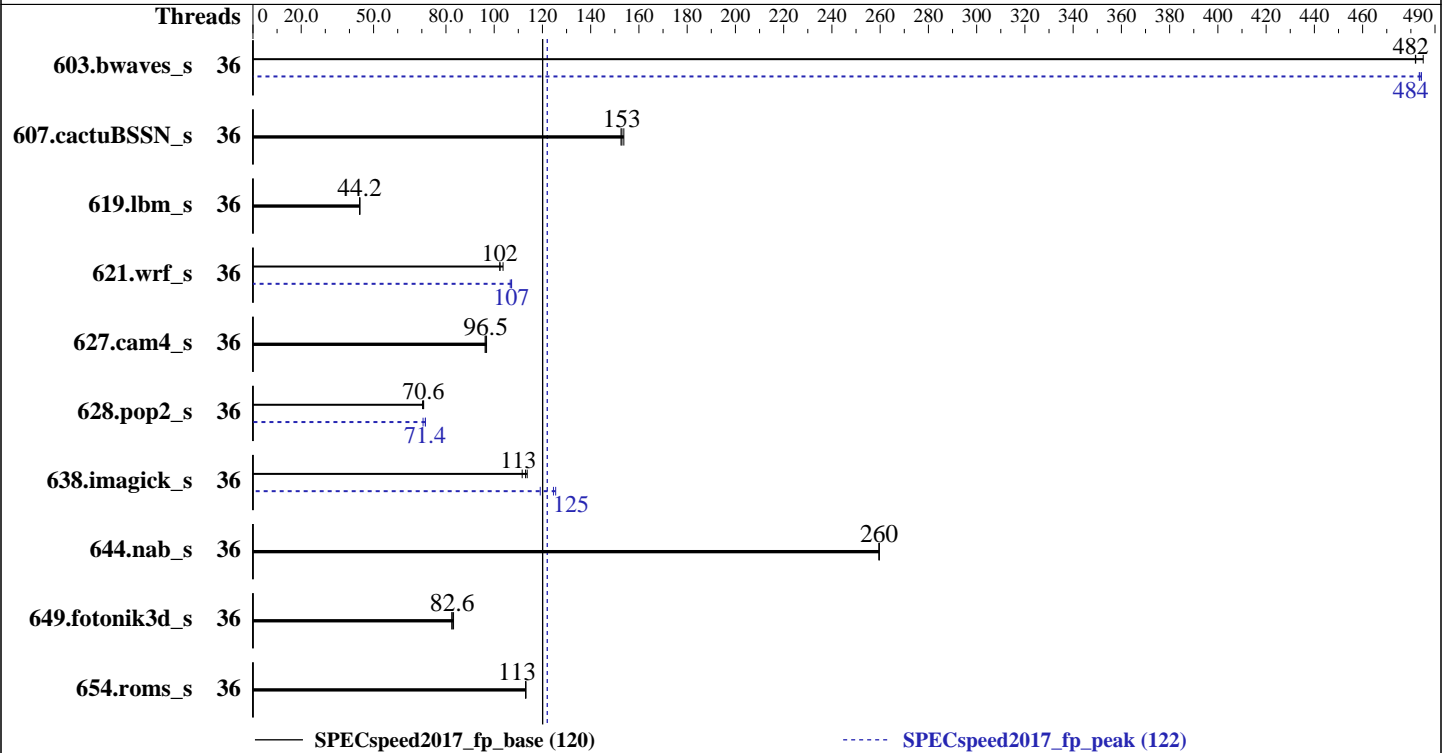 Threads 0 20.0 50.0 80.0 100 120 140 160 180 200 220 240 260 280 300 320 340 360 380 400 420 440 460 490
482
603.bwaves_s 36
484
153
607.cactuBSSN_s 36
44.2
619.lbm_s 36
102
621.wrf_s 36
107
96.5
627.cam4_s 36
70.6
628.pop2_s 36
71.4
113
638.imagick_s 36
125
260
644.nab_s 36
82.6
649.fotonik3d_s 36
113
654.roms_s 36
SPECspeed2017_fp_base (120) SPECspeed2017_fp_peak (122)